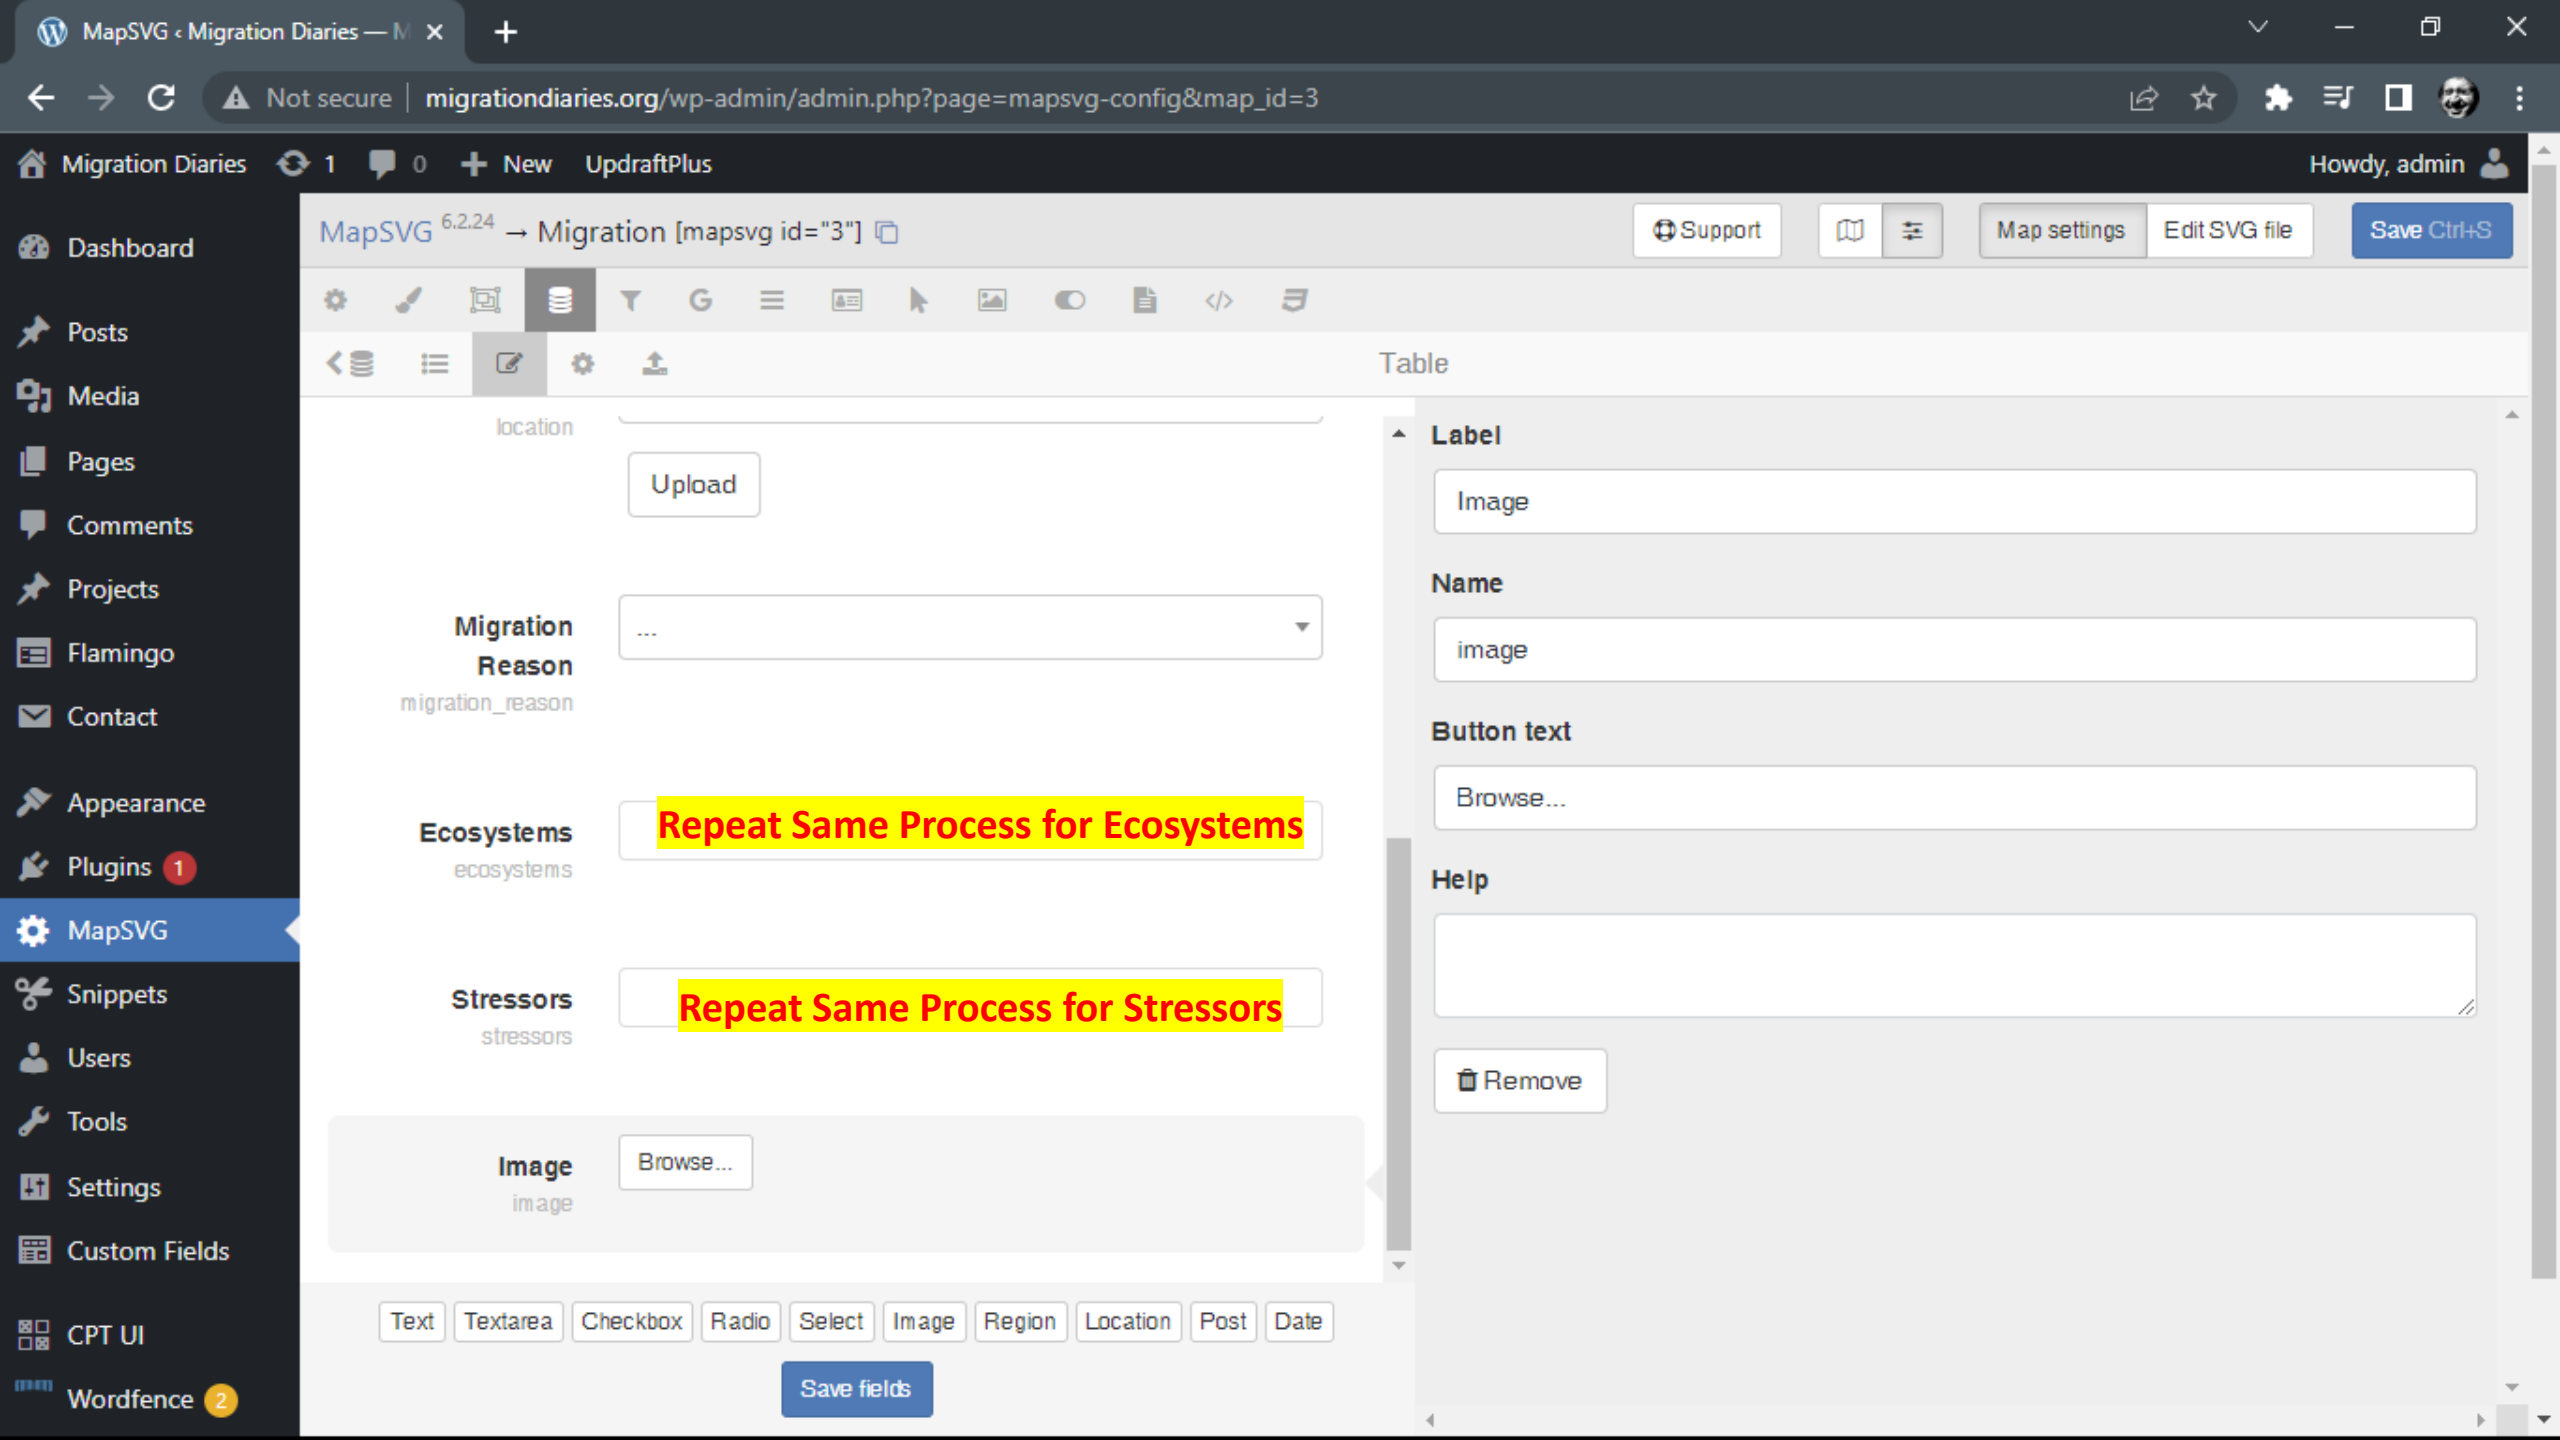 MapSVG ‹ Migration Diaries — M
Not secure migrationdiaries.org/wp-admin/admin.php?page=mapsvg-config&map_id=3
Migration Diaries 1 0 New UpdraftPlus Howdy, admin
MapSVG 6.2.24 → Migration [mapsvg id="3"] Support Map settings Edit SVG file Save Ctrl+S
Table
Dashboard
Posts
Media
Pages
Comments
Projects
Flamingo
Contact
Appearance
Plugins 1
MapSVG
Snippets
Users
Tools
Settings
Custom Fields
CPT UI
Wordfence 2
location
Upload
Migration
Reason
...
migration_reason
Ecosystems
Repeat Same Process for Ecosystems
ecosystems
Stressors
Repeat Same Process for Stressors
stressors
Image
Browse...
image
Text Textarea Checkbox Radio Select Image Region Location Post Date
Save fields
Label
Image
Name
image
Button text
Browse...
Help
Remove